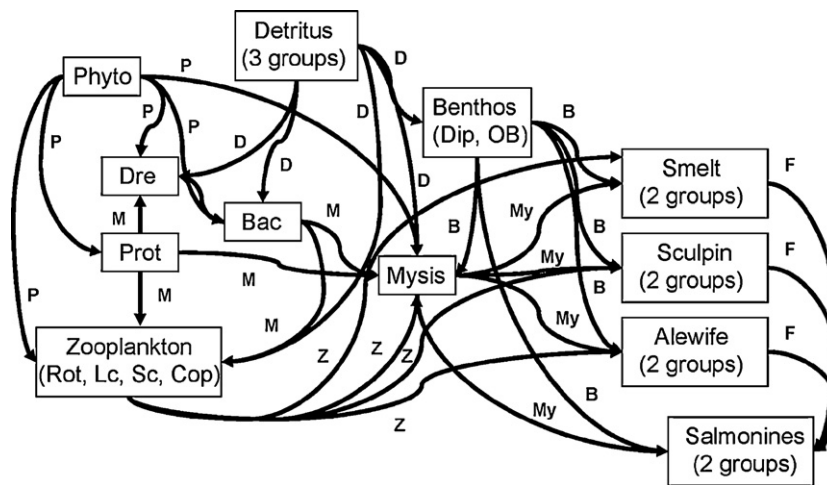 Detritus
(3 groups)
Phyto
P
D
P
P
P
D
D
D
Benthos
(Dip, OB)
B
Dre
Smelt
(2 groups)
F
D
M
Bac
M
B
My
B
Prot
M
Mysis
My
B
Sculpin
(2 groups)
F
P
M
M
Zooplankton
(Rot, Lc, Sc, Cop)
Z
Z
Z
My
Alewife
(2 groups)
F
Z
My
B
Salmonines
(2 groups)